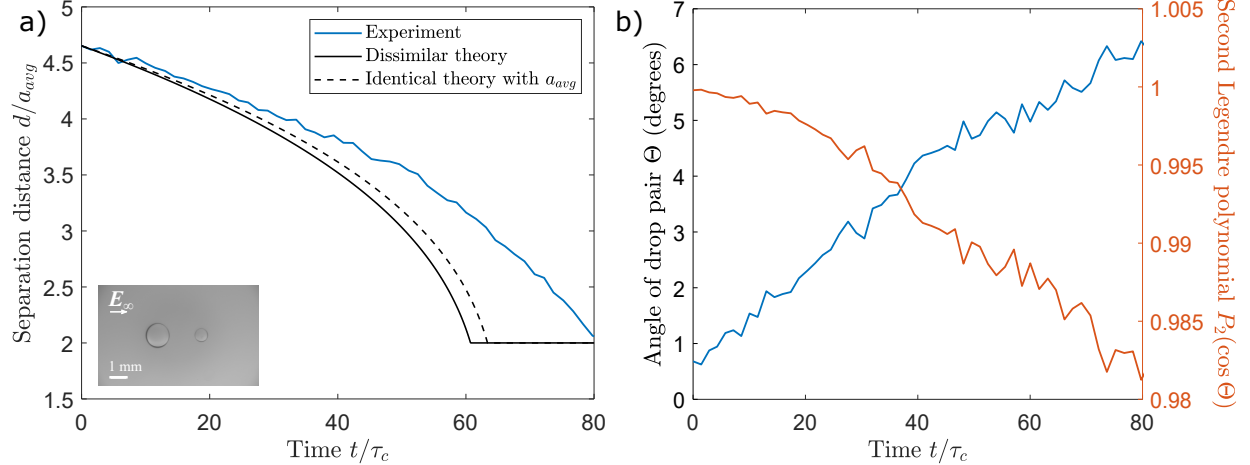 a)
Separation distance d/a_avg
5
4.5
4
3.5
3
2.5
2
1.5
Experiment
Dissimilar theory
Identical theory with a_avg
E_∞
1 mm
0 20 40 60 80
Time t/τ_c
b)
Angle of drop pair Θ (degrees)
7
6
5
4
3
2
1
0
1.005
1
0.995
0.99
0.985
0.98
Second Legendre polynomial P_2(cos Θ)
0 20 40 60 80
Time t/τ_c